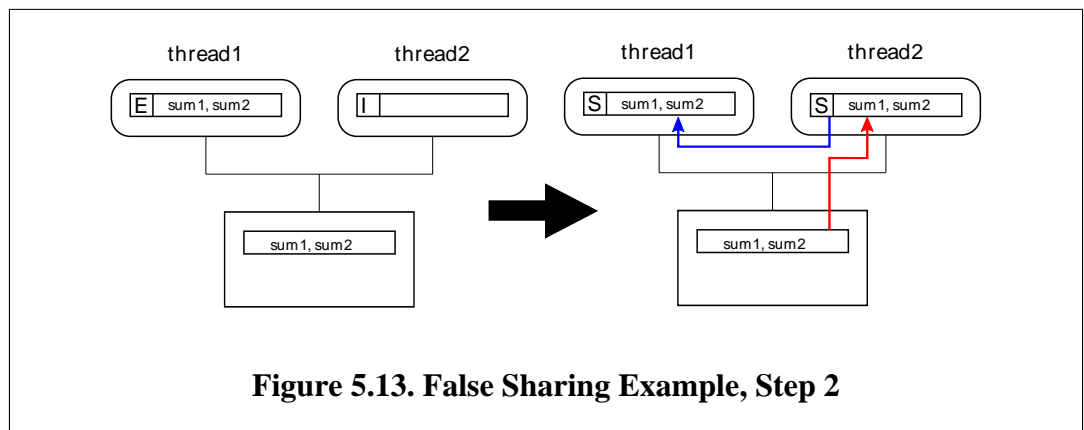 thread1 thread2 thread1 thread2
E sum1, sum2 I S sum1, sum2 S sum1, sum2
sum1, sum2 sum1, sum2
Figure 5.13. False Sharing Example, Step 2